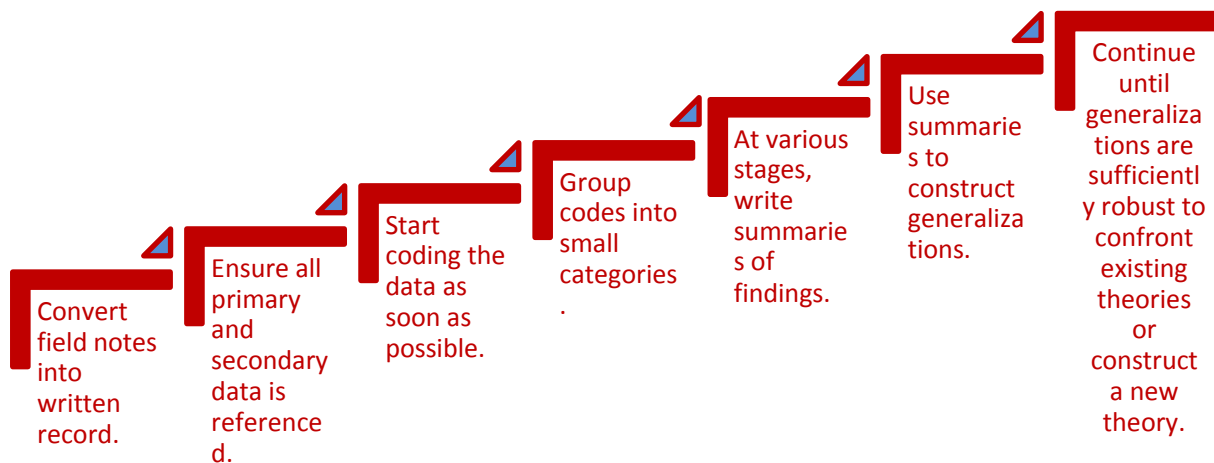 Convert
field notes
into
written
record.
Ensure all
primary
and
secondary
data is
reference
d.
Start
coding the
data as
soon as
possible.
Group
codes into
small
categories
.
At various
stages,
write
summarie
s of
findings.
Use
summarie
s to
construct
generaliza
tions.
Continue
until
generaliza
tions are
sufficientl
y robust to
confront
existing
theories
or
construct
a new
theory.